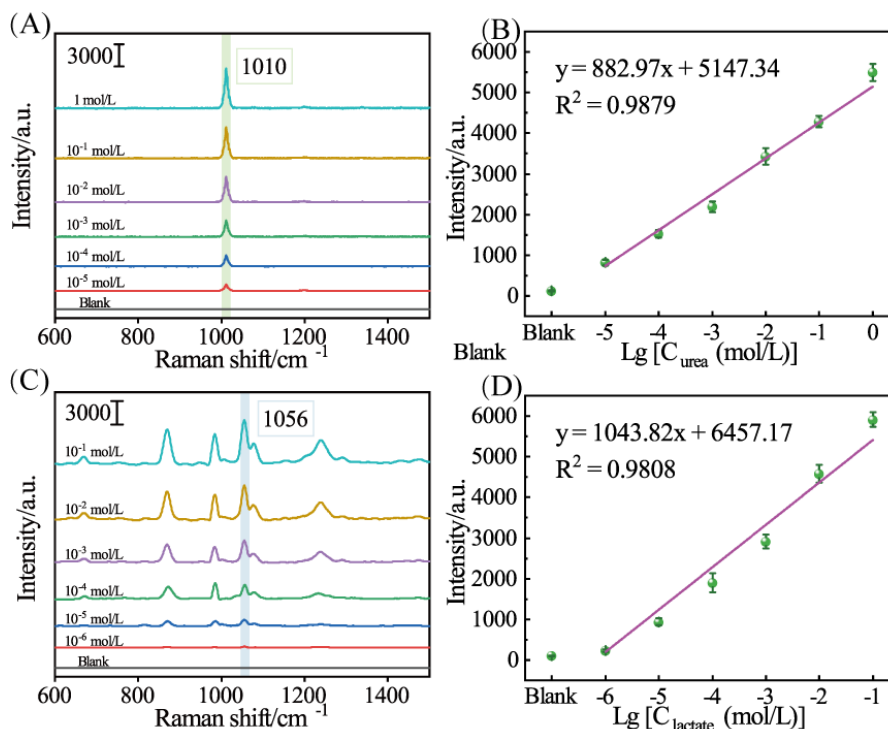 (A)
3000
1010
1 mol/L
10⁻¹ mol/L
10⁻² mol/L
10⁻³ mol/L
10⁻⁴ mol/L
10⁻⁵ mol/L
Blank
Intensity/a.u.
600 800 1000 1200 1400
Raman shift/cm⁻¹
(B)
y = 882.97x + 5147.34
R² = 0.9879
Intensity/a.u.
6000
5000
4000
3000
2000
1000
0
Blank -5 -4 -3 -2 -1 0
Blank
Lg [C urea (mol/L)]
(C)
3000
1056
10⁻¹ mol/L
10⁻² mol/L
10⁻³ mol/L
10⁻⁴ mol/L
10⁻⁵ mol/L
10⁻⁶ mol/L
Blank
Intensity/a.u.
600 800 1000 1200 1400
Raman shift/cm⁻¹
(D)
y = 1043.82x + 6457.17
R² = 0.9808
Intensity/a.u.
6000
5000
4000
3000
2000
1000
0
Blank -6 -5 -4 -3 -2 -1
Lg [C lactate (mol/L)]